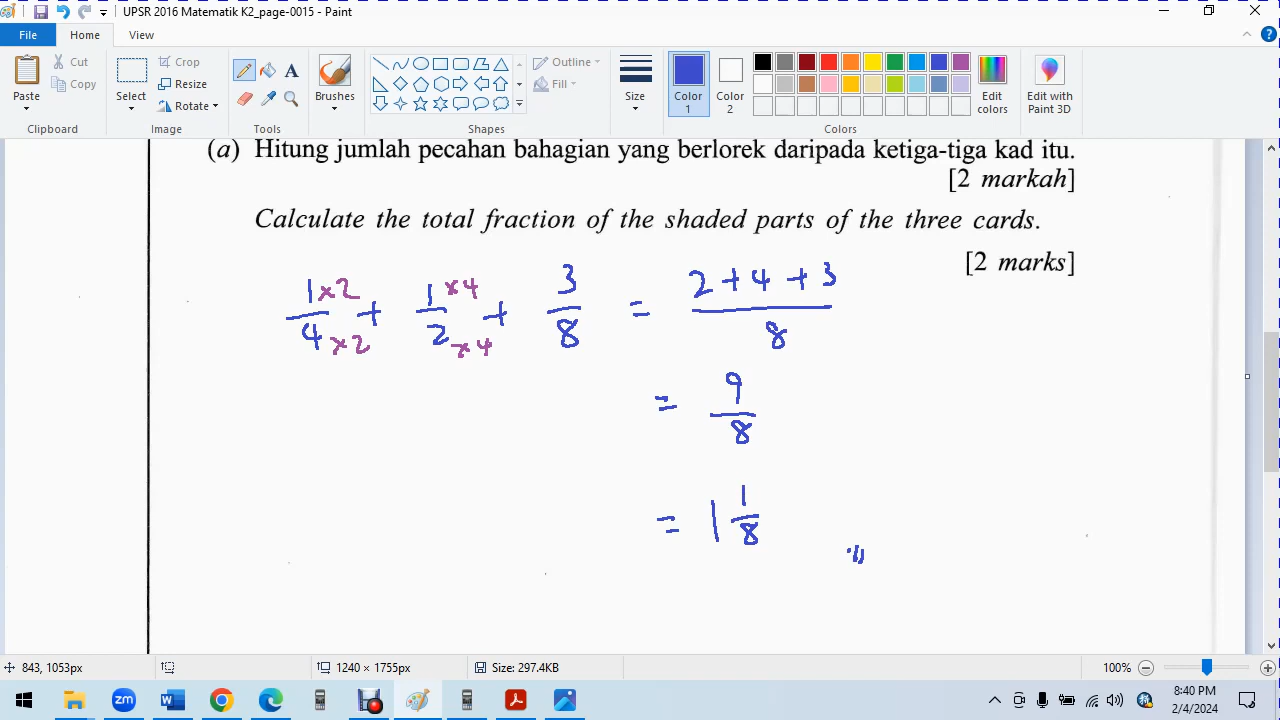 UPSR 2016 Matematik K2_page-0015 - Paint
File Home View
Paste Cut Copy Select Crop Resize Rotate Brushes Outline Fill Size Color 1 Color 2 Edit colors Edit with Paint 3D
Clipboard Image Tools Shapes Colors
(a) Hitung jumlah pecahan bahagian yang berlorek daripada ketiga-tiga kad itu.
[2 markah]
Calculate the total fraction of the shaded parts of the three cards.
[2 marks]
1×2/4×2 + 1×4/2×4 + 3/8 = 2+4+3/8
= 9/8
= 1 1/8
843, 1053px 1240 × 1755px Size: 297.4KB 100%
8:40 PM
2/4/2024